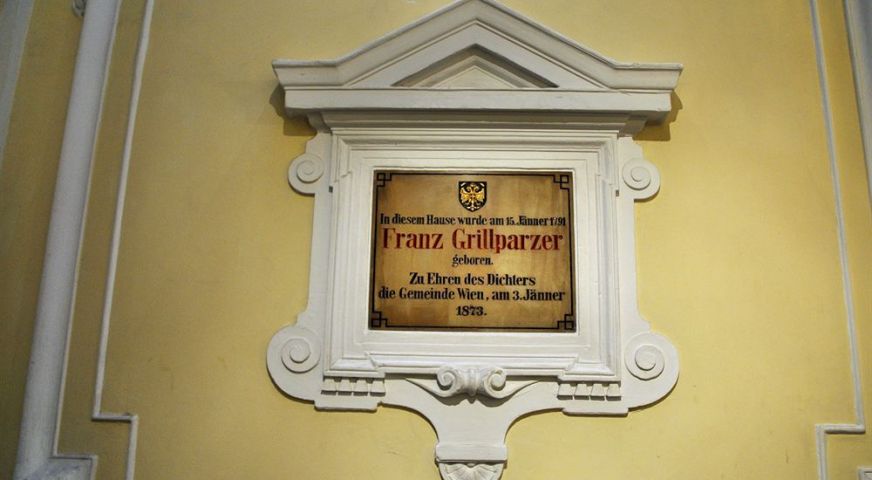 In diesem Hause wurde am 15. Jänner 1791
Franz Grillparzer
geboren.
Zu Ehren des Dichters
die Gemeinde Wien, am 3. Jänner
1873.